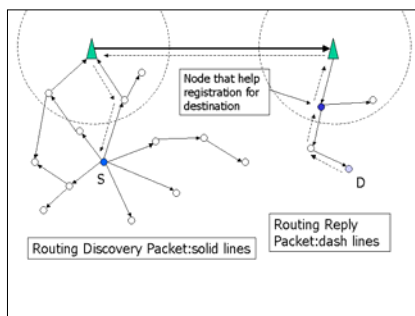 Node that help
registration for
destination
S
D
Routing Discovery Packet:solid lines
Routing Reply
Packet:dash lines